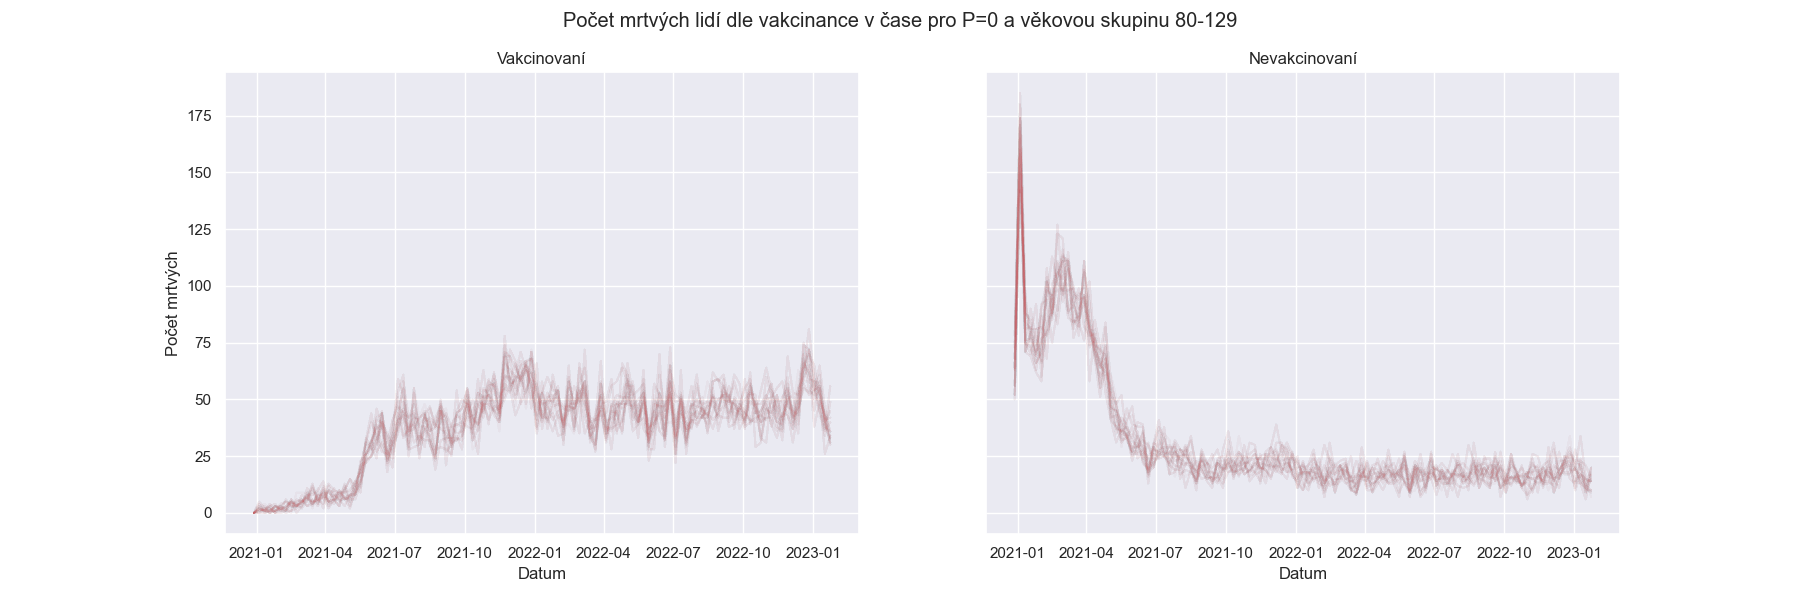 Počet mrtvých lidí dle vakcinance v čase pro P=0 a věkovou skupinu 80-129
Vakcinovaní
Nevakcinovaní
175
150
125
100
75
50
25
0
Počet mrtvých
2021-01 2021-04 2021-07 2021-10 2022-01 2022-04 2022-07 2022-10 2023-01
Datum
2021-01 2021-04 2021-07 2021-10 2022-01 2022-04 2022-07 2022-10 2023-01
Datum